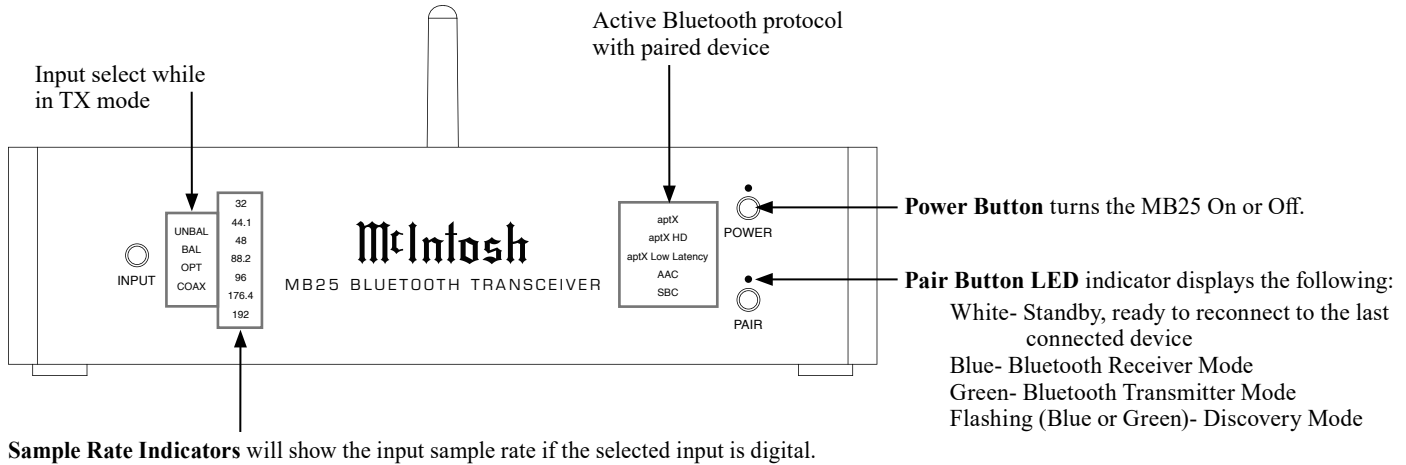 Active Bluetooth protocol
with paired device
Input select while
in TX mode
INPUT
UNBAL
BAL
OPT
COAX
32
44.1
48
88.2
96
176.4
192
McIntosh
MB25 BLUETOOTH TRANSCEIVER
aptX
aptX HD
aptX Low Latency
AAC
SBC
POWER
PAIR
Power Button turns the MB25 On or Off.
Pair Button LED indicator displays the following:
White- Standby, ready to reconnect to the last
connected device
Blue- Bluetooth Receiver Mode
Green- Bluetooth Transmitter Mode
Flashing (Blue or Green)- Discovery Mode
Sample Rate Indicators will show the input sample rate if the selected input is digital.